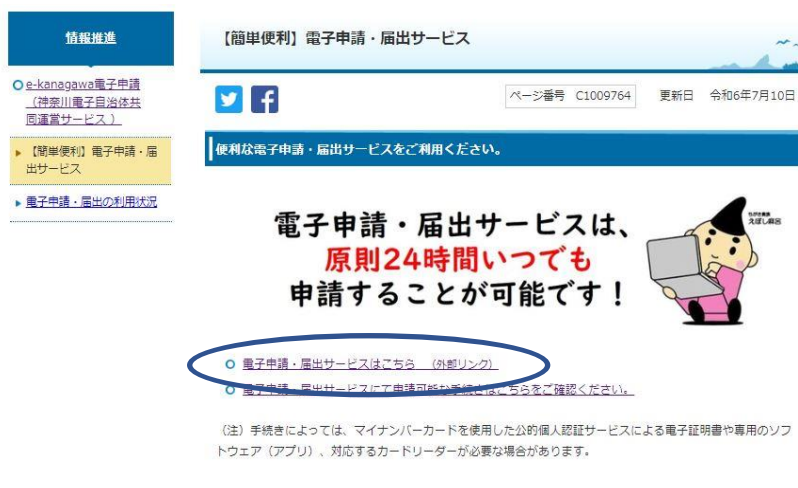 情報推進
e-kanagawa電子申請
（神奈川電子自治体共
同運営サービス ）
【簡単便利】電子申請・届
出サービス
電子申請・届出の利用状況
【簡単便利】電子申請・届出サービス
ページ番号 C1009764 更新日 令和6年7月10日
便利な電子申請・届出サービスをご利用ください。
電子申請・届出サービスは、
原則24時間いつでも
申請することが可能です！
ちがさき景
えぼし麻呂
電子申請・届出サービスはこちら （外部リンク）
電子申請・届出サービスにて申請可能な手続きはこちらをご確認ください。
（注）手続きによっては、マイナンバーカードを使用した公的個人認証サービスによる電子証明書や専用のソフ
トウェア（アプリ）、対応するカードリーダーが必要な場合があります。